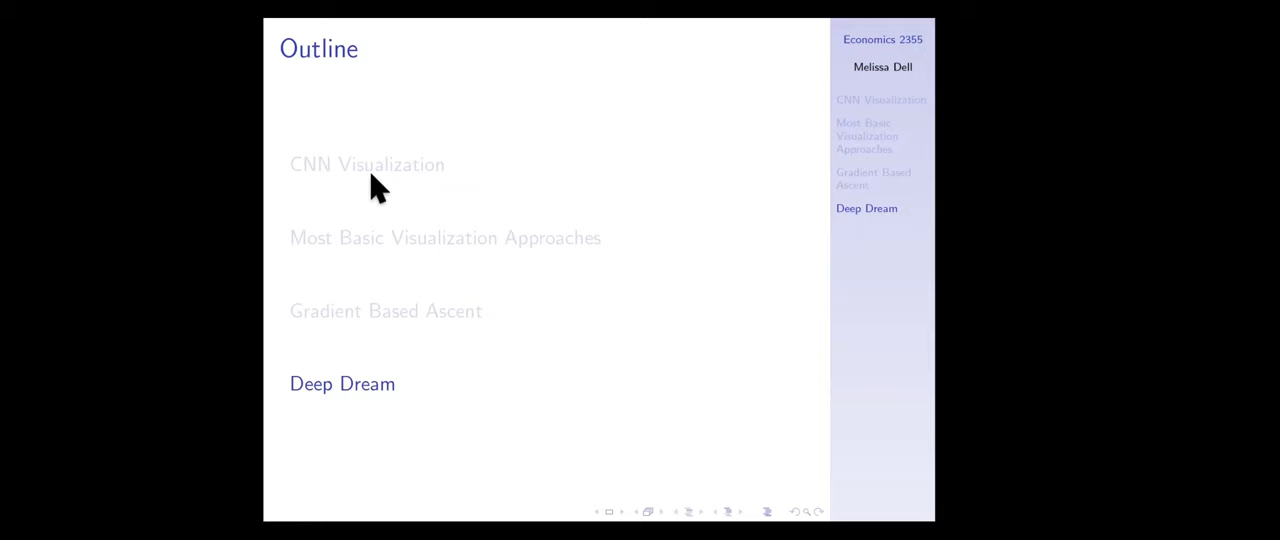 Outline
CNN Visualization
Most Basic Visualization Approaches
Gradient Based Ascent
Deep Dream
Economics 2355
Melissa Dell
CNN Visualization
Most Basic
Visualization
Approaches
Gradient Based
Ascent
Deep Dream